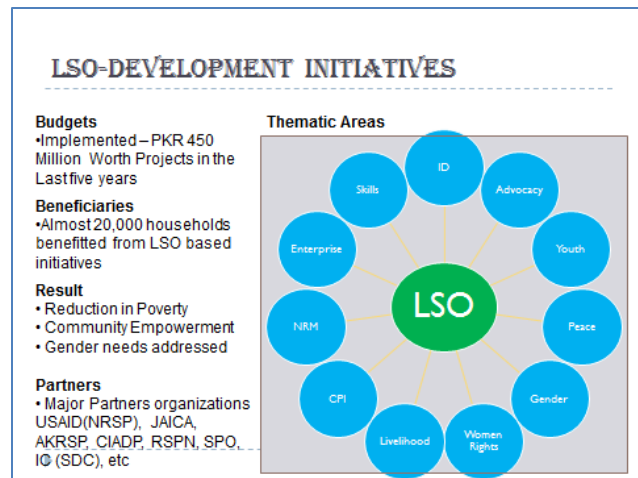 LSO-DEVELOPMENT INITIATIVES
Budgets
•Implemented – PKR 450
Million Worth Projects in the
Last five years
Beneficiaries
•Almost 20,000 households
benefitted from LSO based
initiatives
Result
• Reduction in Poverty
• Community Empowerment
• Gender needs addressed
Partners
• Major Partners organizations
USAID(NRSP), JAICA,
AKRSP, CIADP, RSPN, SPO,
IC (SDC), etc
Thematic Areas
ID
Advocacy
Youth
Peace
Gender
Women
Rights
Livelihood
CPI
NRM
Enterprise
Skills
LSO